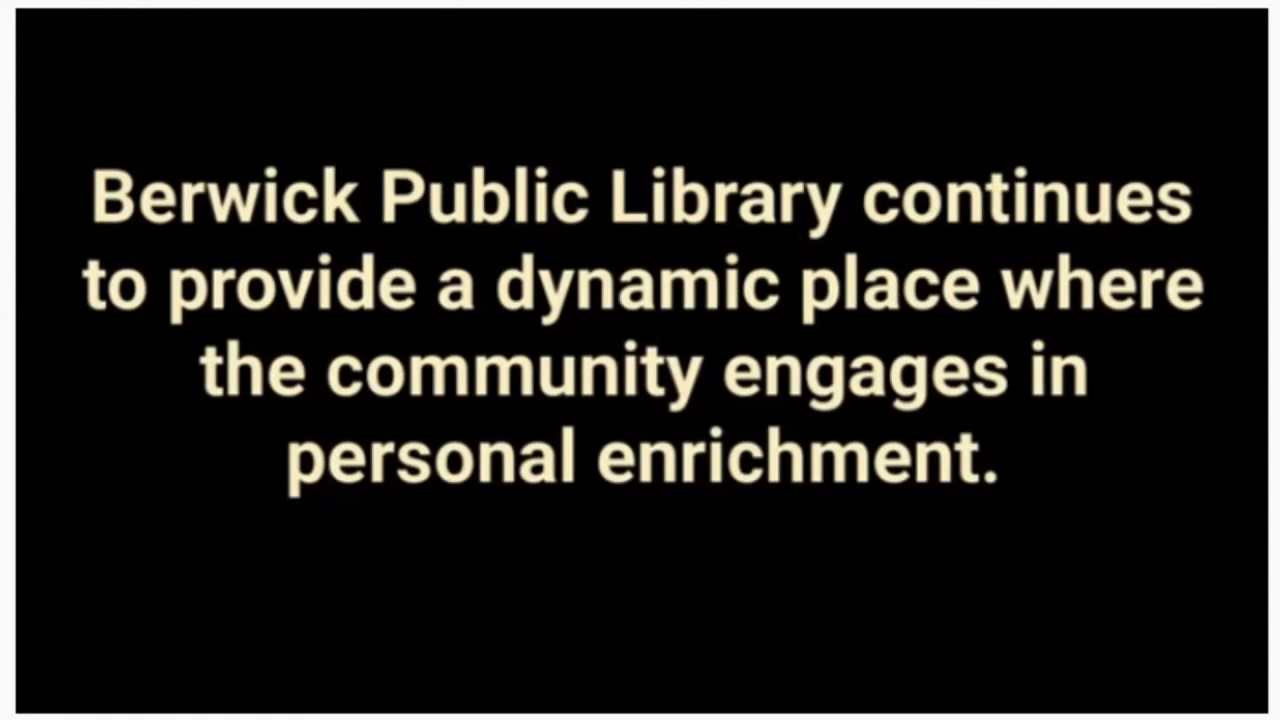 Berwick Public Library continues
to provide a dynamic place where
the community engages in
personal enrichment.